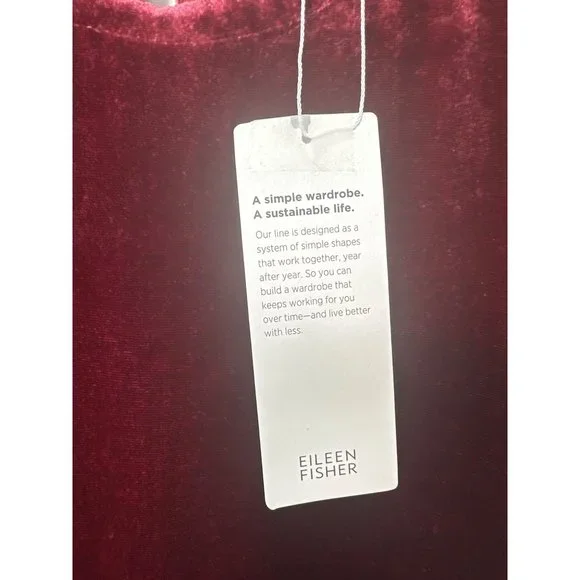 A simple wardrobe.
A sustainable life.
Our line is designed as a
system of simple shapes
that work together, year
after year. So you can
build a wardrobe that
keeps working for you
over time—and live better
with less.
EILEEN
FISHER